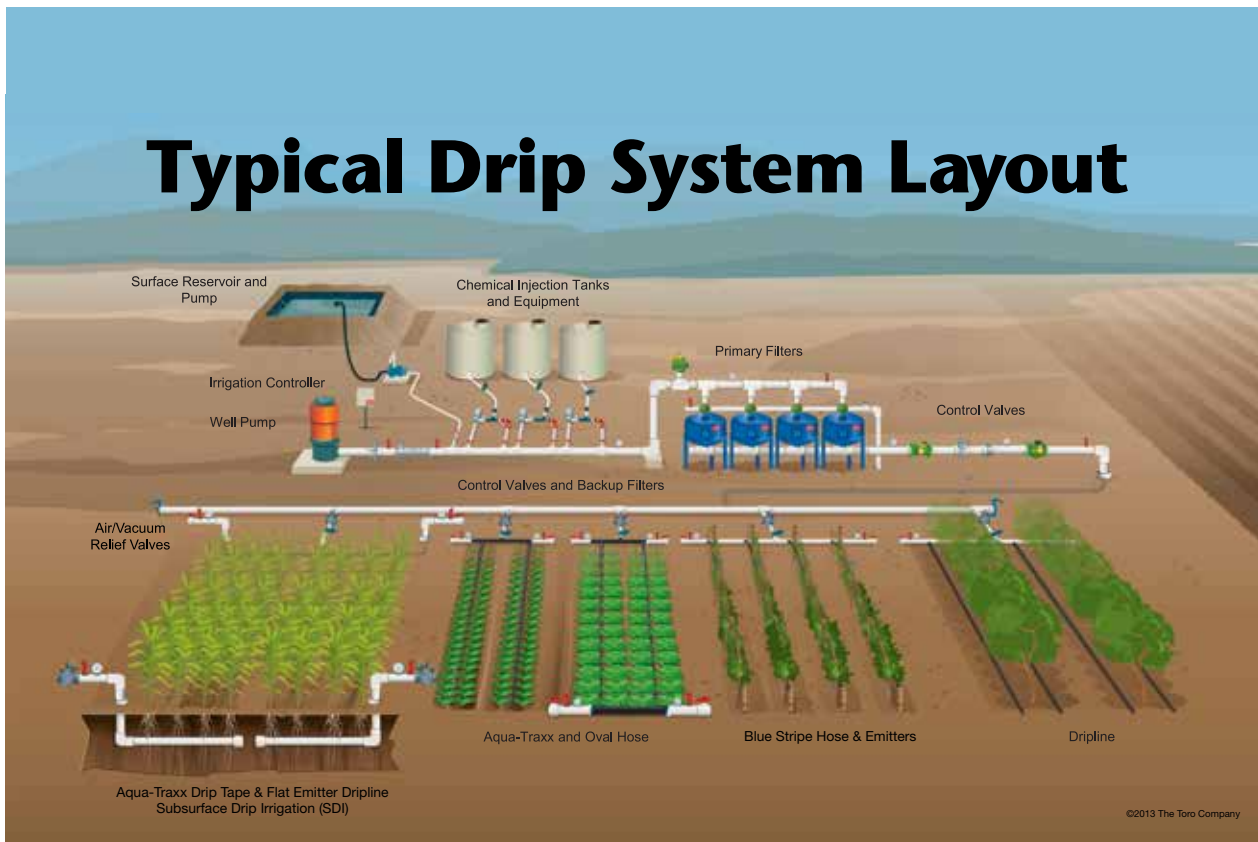 Typical Drip System Layout
Surface Reservoir and
Pump
Chemical Injection Tanks
and Equipment
Primary Filters
Irrigation Controller
Well Pump
Control Valves
Control Valves and Backup Filters
Air/Vacuum
Relief Valves
Aqua-Traxx and Oval Hose
Blue Stripe Hose & Emitters
Dripline
Aqua-Traxx Drip Tape & Flat Emitter Dripline
Subsurface Drip Irrigation (SDI)
©2013 The Toro Company